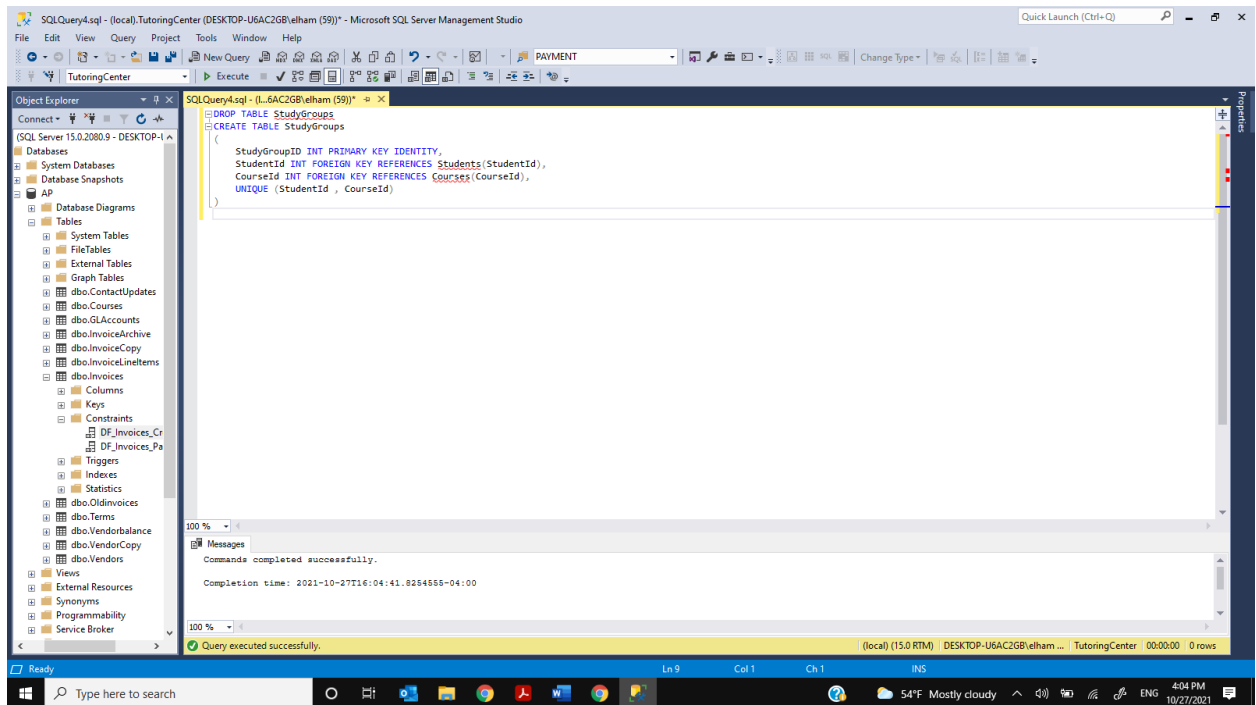 SQLQuery4.sql - (local).TutoringCenter (DESKTOP-U6AC2GB\elham (59))* - Microsoft SQL Server Management Studio
Quick Launch (Ctrl+Q)
File Edit View Query Project Tools Window Help
New Query
PAYMENT
Change Type
TutoringCenter
Execute
Object Explorer
SQLQuery4.sql - (l...6AC2GB\elham (59))*
Properties
Connect
(SQL Server 15.0.2080.9 - DESKTOP-U
Databases
System Databases
Database Snapshots
AP
Database Diagrams
Tables
System Tables
FileTables
External Tables
Graph Tables
dbo.ContactUpdates
dbo.Courses
dbo.GLAccounts
dbo.InvoiceArchive
dbo.InvoiceCopy
dbo.InvoiceLineItems
dbo.Invoices
Columns
Keys
Constraints
DF_Invoices_Cr
DF_Invoices_Pa
Triggers
Indexes
Statistics
dbo.Oldinvoices
dbo.Terms
dbo.Vendorbalance
dbo.VendorCopy
dbo.Vendors
Views
External Resources
Synonyms
Programmability
Service Broker
DROP TABLE StudyGroups
CREATE TABLE StudyGroups
(
StudyGroupID INT PRIMARY KEY IDENTITY,
StudentId INT FOREIGN KEY REFERENCES Students(StudentId),
CourseId INT FOREIGN KEY REFERENCES Courses(CourseId),
UNIQUE (StudentId , CourseId)
)
100 %
Messages
Commands completed successfully.
Completion time: 2021-10-27T16:04:41.8254555-04:00
100 %
Query executed successfully.
(local) (15.0 RTM) DESKTOP-U6AC2GB\elham ... TutoringCenter 00:00:00 0 rows
Ready
Ln 9 Col 1 Ch 1 INS
Type here to search
54°F Mostly cloudy
ENG
4:04 PM
10/27/2021